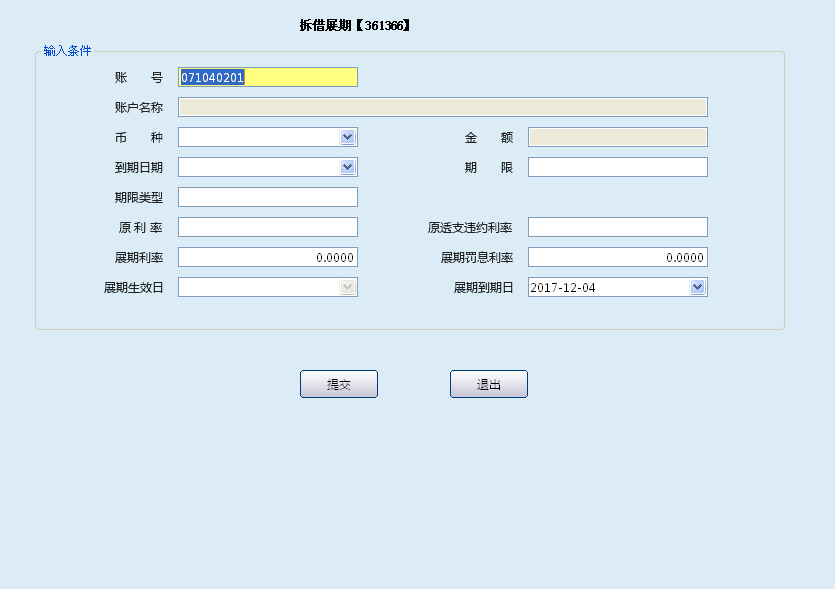 拆借展期【361366】
输入条件
账 号 071040201
账户名称
币 种 金 额
到期日期 期 限
期限类型
原 利 率 原透支违约利率
展期利率 0.0000 展期罚息利率 0.0000
展期生效日 展期到期日 2017-12-04
提交 退出